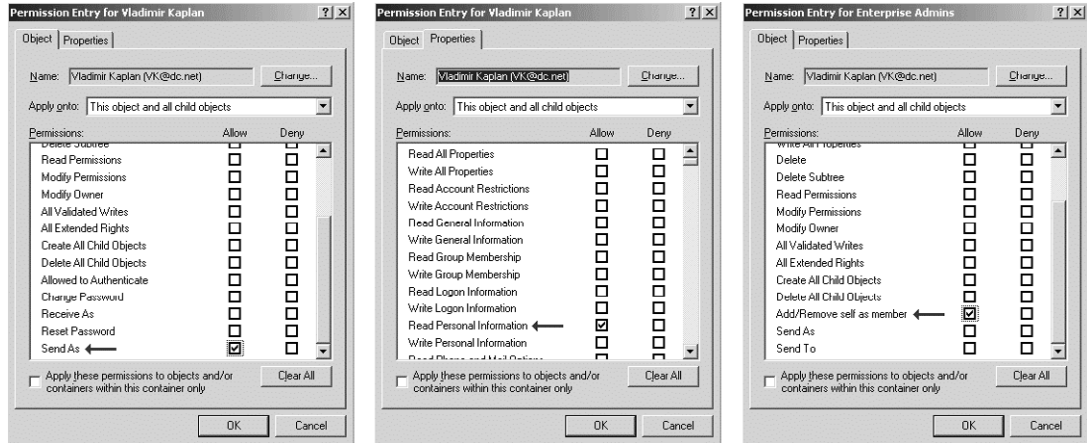 Permission Entry for Vladimir Kaplan
Object
Properties
Name:
Vladimir Kaplan (VK@dc.net)
Change...
Apply onto:
This object and all child objects
Permissions:
Allow
Deny
Delete Subtree
Read Permissions
Modify Permissions
Modify Owner
All Validated Writes
All Extended Rights
Create All Child Objects
Delete All Child Objects
Allowed to Authenticate
Change Password
Receive As
Reset Password
Send As
Apply these permissions to objects and/or
containers within this container only
Clear All
OK
Cancel
Permission Entry for Vladimir Kaplan
Object
Properties
Name:
Vladimir Kaplan (VK@dc.net)
Change...
Apply onto:
This object and all child objects
Permissions:
Allow
Deny
Read All Properties
Write All Properties
Read Account Restrictions
Write Account Restrictions
Read General Information
Write General Information
Read Group Membership
Write Group Membership
Read Logon Information
Write Logon Information
Read Personal Information
Write Personal Information
Read Phone and Mail Options
Apply these permissions to objects and/or
containers within this container only
Clear All
OK
Cancel
Permission Entry for Enterprise Admins
Object
Properties
Name:
Vladimir Kaplan (VK@dc.net)
Change...
Apply onto:
This object and all child objects
Permissions:
Allow
Deny
Write All Properties
Delete
Delete Subtree
Read Permissions
Modify Permissions
Modify Owner
All Validated Writes
All Extended Rights
Create All Child Objects
Delete All Child Objects
Add/Remove self as member
Send As
Send To
Apply these permissions to objects and/or
containers within this container only
Clear All
OK
Cancel